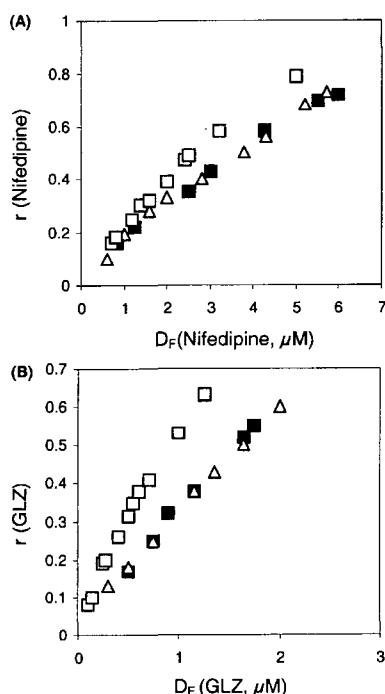 (A)
1
0.8
0.6
0.4
0.2
0
r (Nifedipine)
0 1 2 3 4 5 6 7
D_F(Nifedipine, μM)
(B)
0.7
0.6
0.5
0.4
0.3
0.2
0.1
0
r (GLZ)
0 1 2 3
D_F (GLZ, μM)